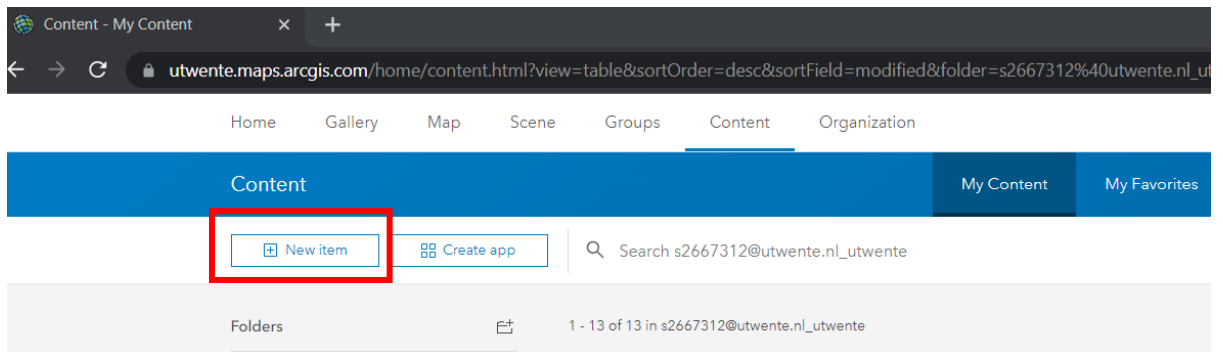 Content - My Content
utwente.maps.arcgis.com/home/content.html?view=table&sortOrder=desc&sortField=modified&folder=s2667312%40utwente.nl_ut
Home Gallery Map Scene Groups Content Organization
Content My Content My Favorites
New item Create app Search s2667312@utwente.nl_utwente
Folders 1 - 13 of 13 in s2667312@utwente.nl_utwente